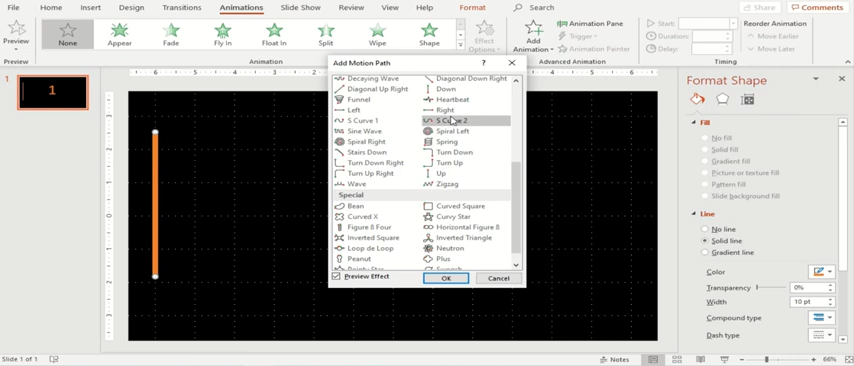 File Home Insert Design Transitions Animations Slide Show Review View Help Format Search Share Comments
Preview None Appear Fade Fly In Float In Split Wipe Shape Effect Options Add Animation Animation Pane Trigger Animation Painter Start: Duration: Delay: Reorder Animation Move Earlier Move Later
Preview Animation Advanced Animation Timing
1
1
Add Motion Path ?
Decaying Wave Diagonal Down Right
Diagonal Up Right Down
Funnel Heartbeat
Left Right
S Curve 1 S Curve 2
Sine Wave Spiral Left
Spiral Right Spring
Stairs Down Turn Down
Turn Down Right Turn Up
Turn Up Right Up
Wave Zigzag
Special
Bean Curved Square
Curved X Curvy Star
Figure 8 Four Horizontal Figure 8
Inverted Square Inverted Triangle
Loop de Loop Neutron
Peanut Plus
Pointy Star Swoosh
Preview Effect OK Cancel
Format Shape
Fill
No fill
Solid fill
Gradient fill
Picture or texture fill
Pattern fill
Slide background fill
Line
No line
Solid line
Gradient line
Color
Transparency 0%
Width 10 pt
Compound type
Dash type
Slide 1 of 1 Notes 66%